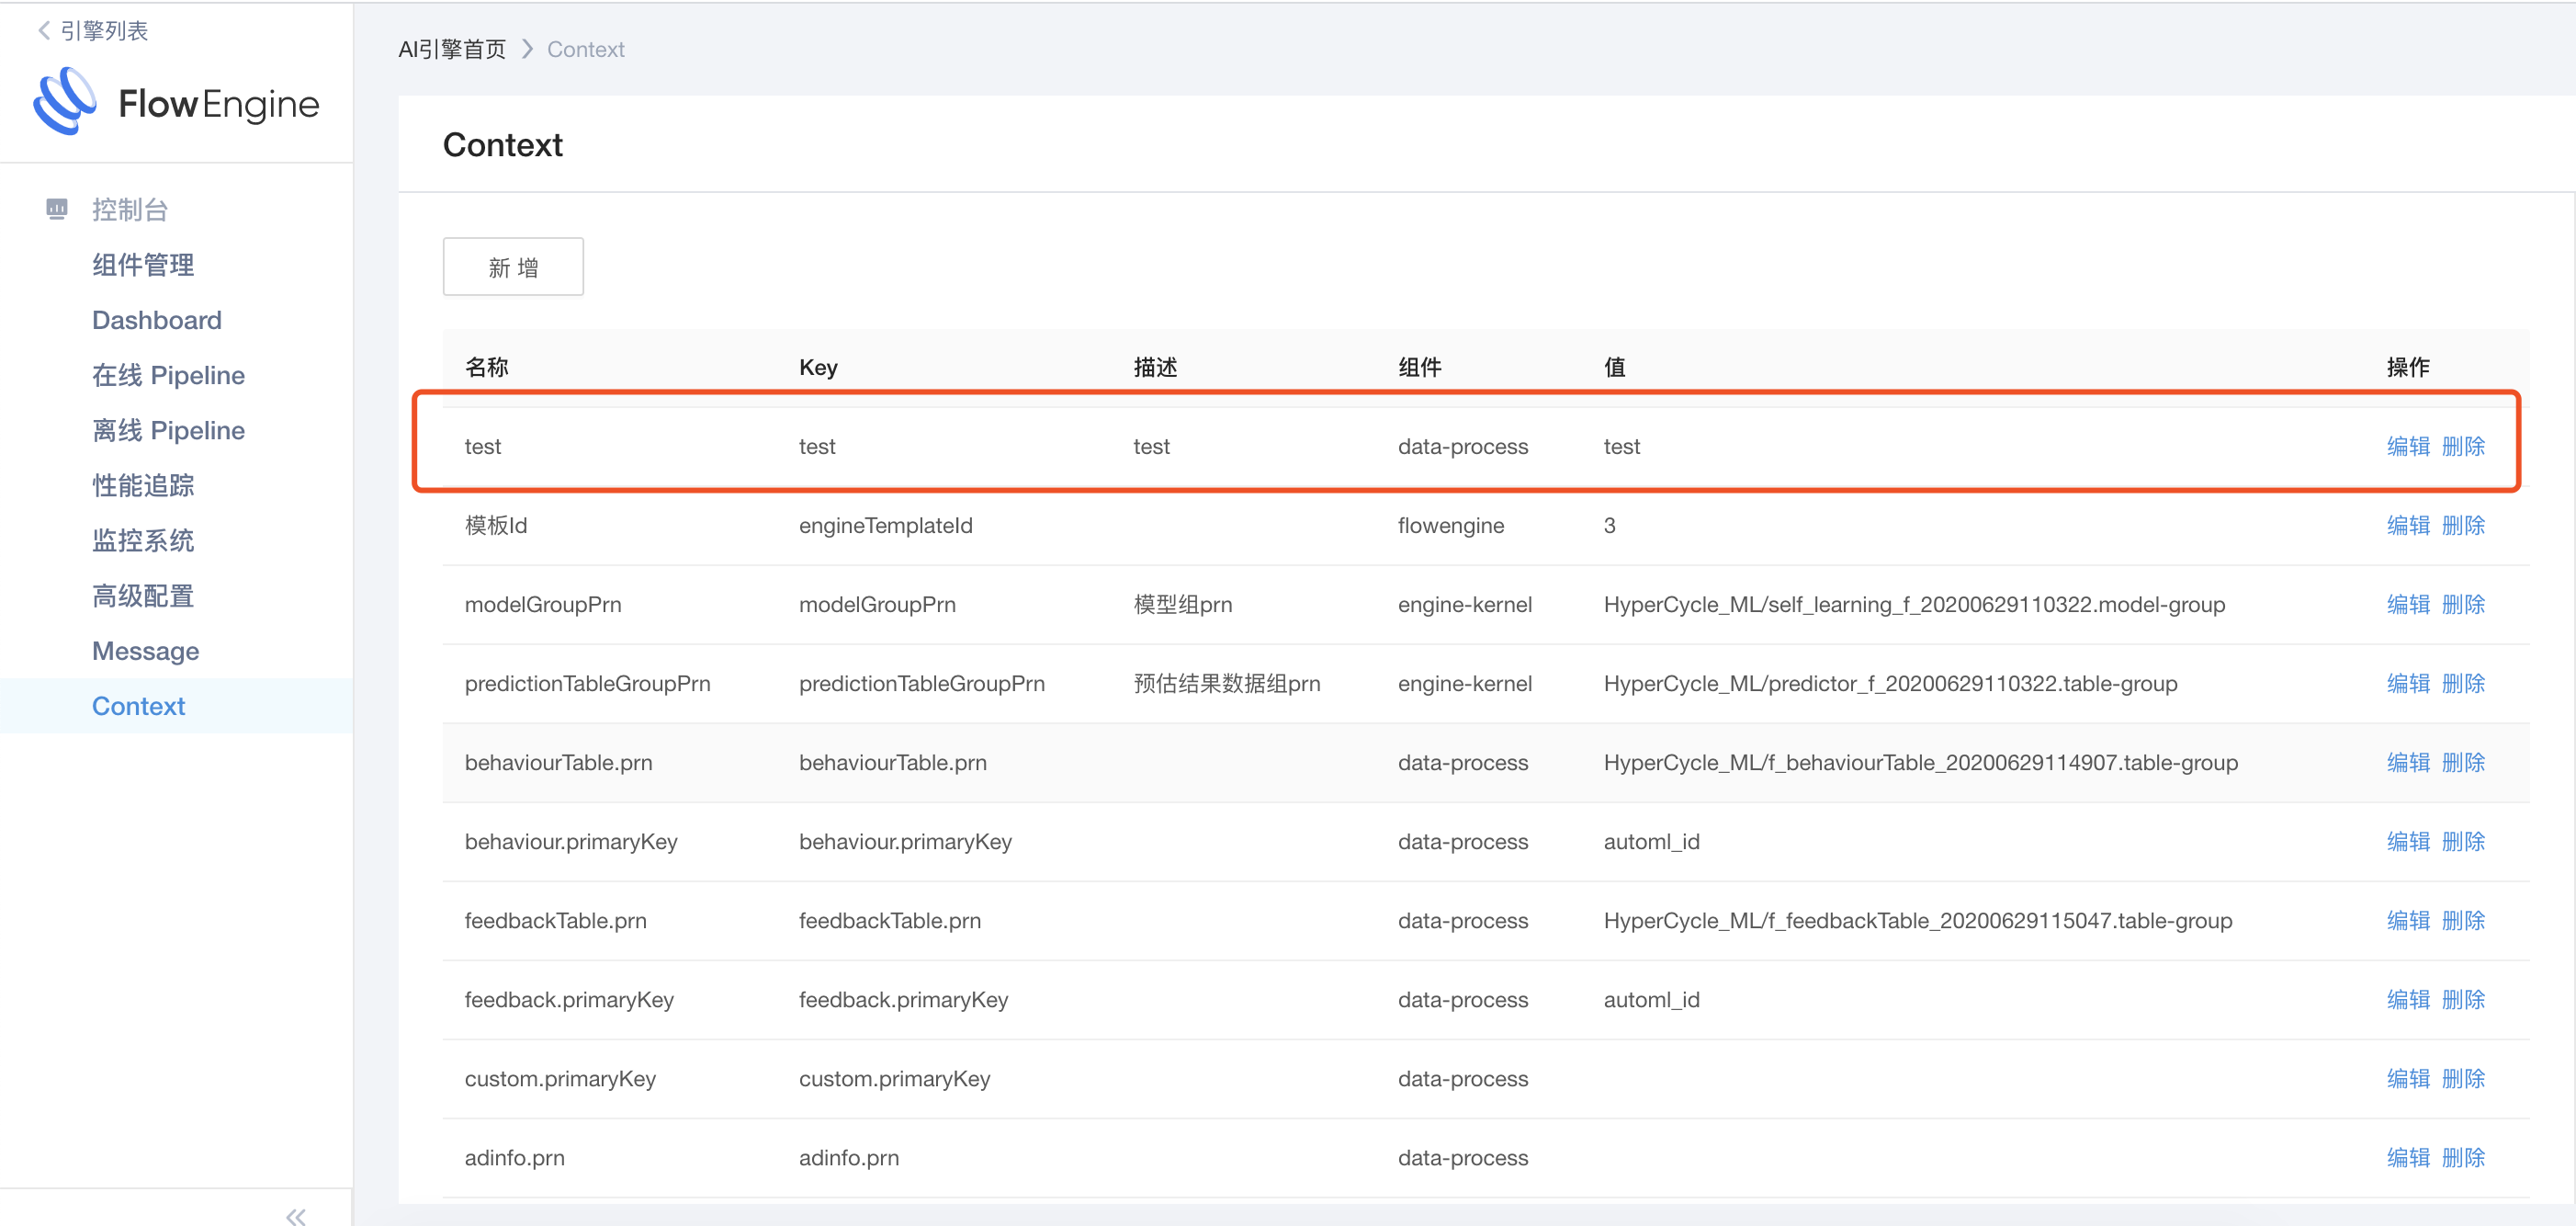 引擎列表
FlowEngine
控制台
组件管理
Dashboard
在线 Pipeline
离线 Pipeline
性能追踪
监控系统
高级配置
Message
Context
AI引擎首页 > Context
Context
新 增
名称 Key 描述 组件 值 操作
test test test data-process test 编辑 删除
模板Id engineTemplateId flowengine 3 编辑 删除
modelGroupPrn modelGroupPrn 模型组prn engine-kernel HyperCycle_ML/self_learning_f_20200629110322.model-group 编辑 删除
predictionTableGroupPrn predictionTableGroupPrn 预估结果数据组prn engine-kernel HyperCycle_ML/predictor_f_20200629110322.table-group 编辑 删除
behaviourTable.prn behaviourTable.prn data-process HyperCycle_ML/f_behaviourTable_20200629114907.table-group 编辑 删除
behaviour.primaryKey behaviour.primaryKey data-process automl_id 编辑 删除
feedbackTable.prn feedbackTable.prn data-process HyperCycle_ML/f_feedbackTable_20200629115047.table-group 编辑 删除
feedback.primaryKey feedback.primaryKey data-process automl_id 编辑 删除
custom.primaryKey custom.primaryKey data-process 编辑 删除
adinfo.prn adinfo.prn data-process 编辑 删除